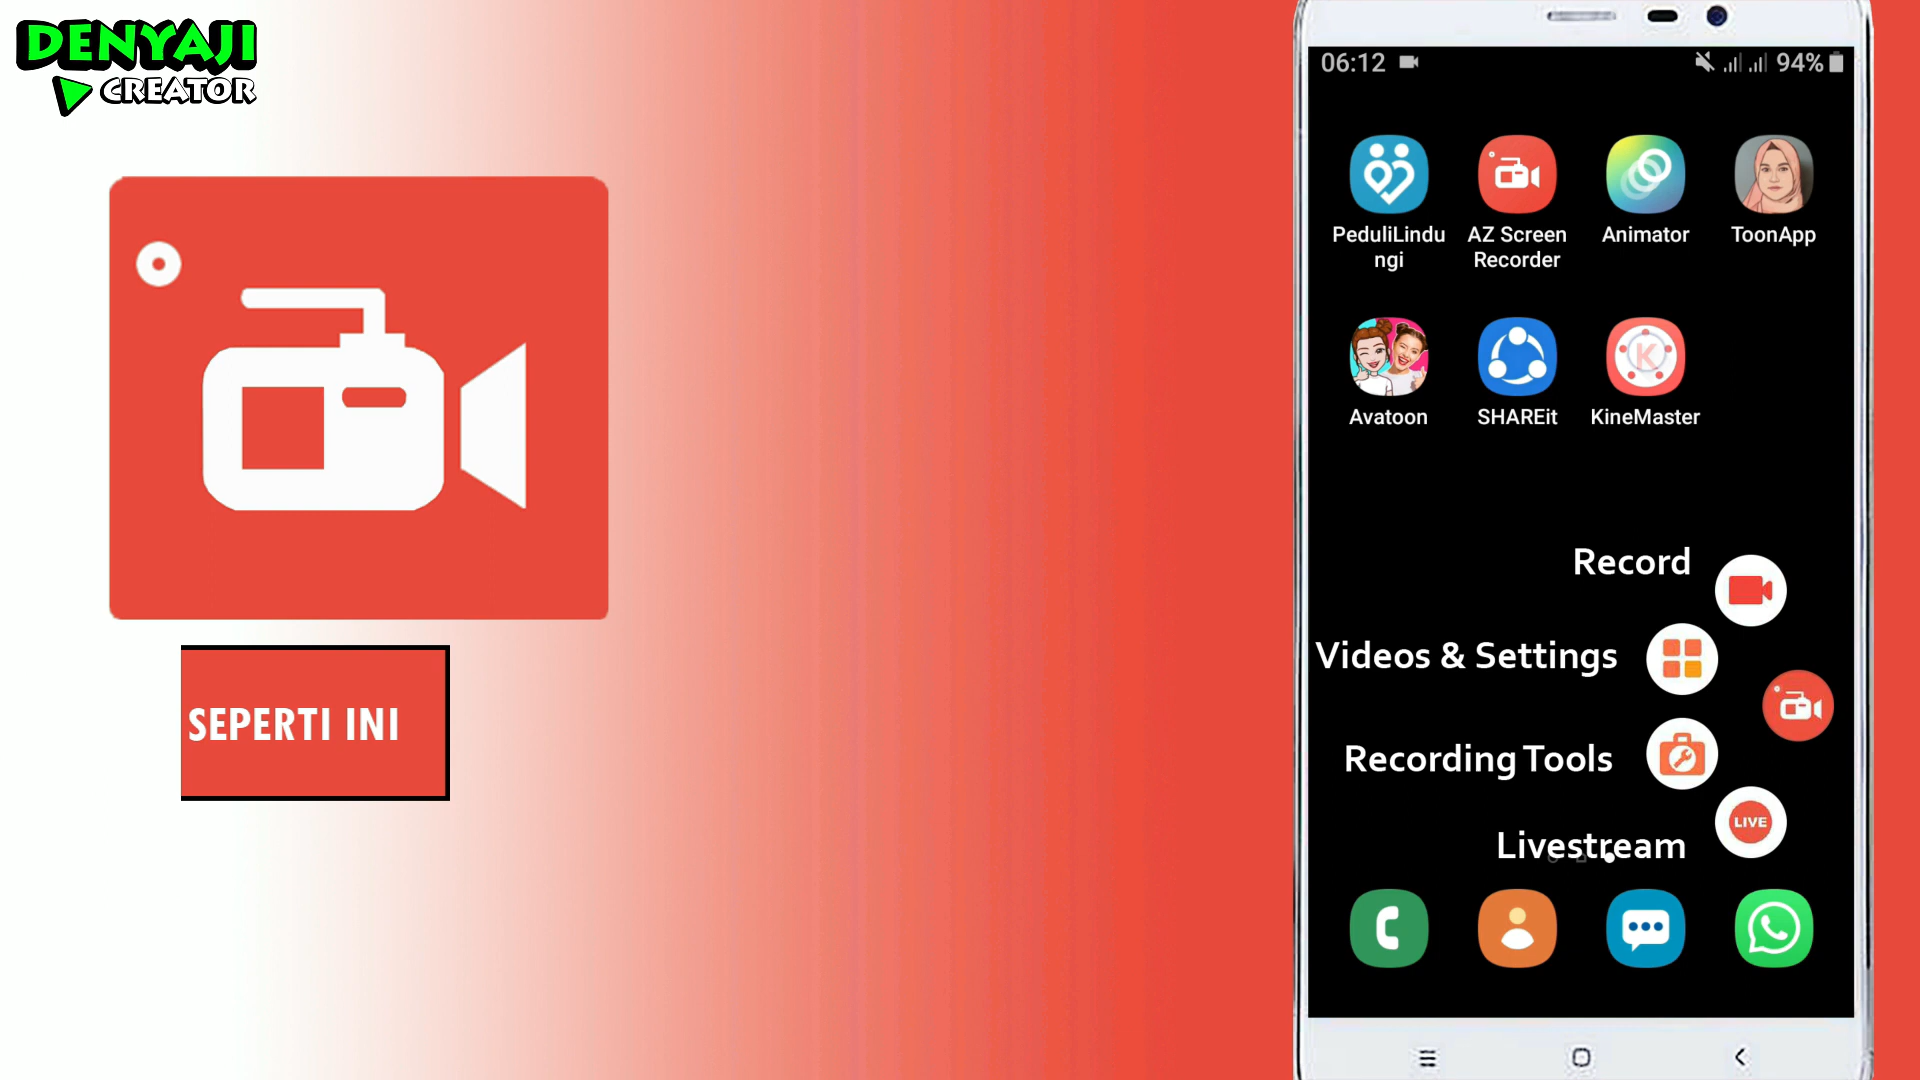 DENYAJI
CREATOR
SEPERTI INI
06:12
94%
PeduliLindu
ngi
AZ Screen
Recorder
Animator
ToonApp
Avatoon
SHAREit
KineMaster
K
Record
Videos & Settings
Recording Tools
LIVE
Livestream